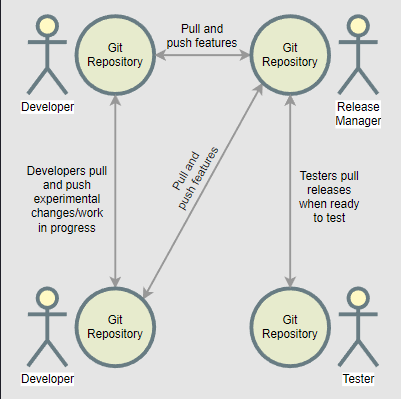 Pull and
push features
Git
Repository
Git
Repository
Developer
Release
Manager
Developers pull
and push
experimental
changes/work
in progress
Pull and
push features
Testers pull
releases
when ready
to test
Git
Repository
Git
Repository
Developer
Tester